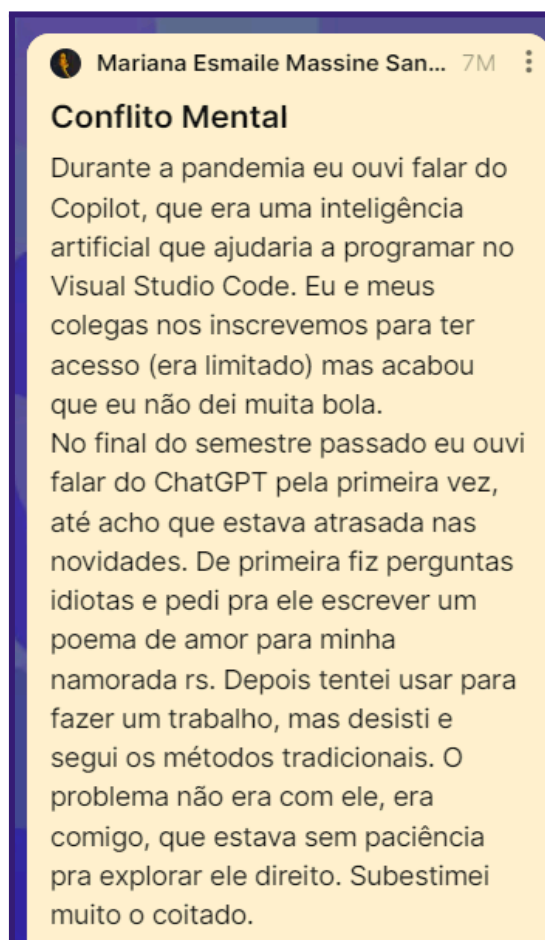 Mariana Esmaile Massine San... 7M
Conflito Mental
Durante a pandemia eu ouvi falar do
Copilot, que era uma inteligência
artificial que ajudaria a programar no
Visual Studio Code. Eu e meus
colegas nos inscrevemos para ter
acesso (era limitado) mas acabou
que eu não dei muita bola.
No final do semestre passado eu ouvi
falar do ChatGPT pela primeira vez,
até acho que estava atrasada nas
novidades. De primeira fiz perguntas
idiotas e pedi pra ele escrever um
poema de amor para minha
namorada rs. Depois tentei usar para
fazer um trabalho, mas desisti e
segui os métodos tradicionais. O
problema não era com ele, era
comigo, que estava sem paciência
pra explorar ele direito. Subestimei
muito o coitado.